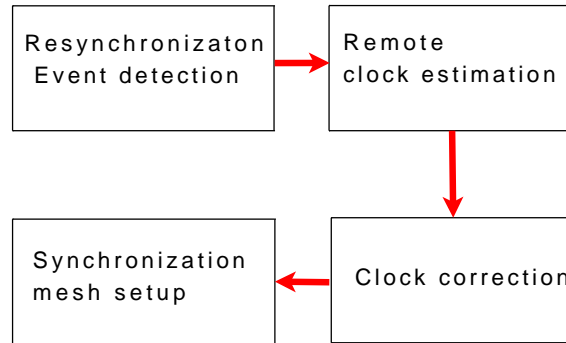 Resynchronizaton
Event detection
Remote
clock estimation
Synchronization
mesh setup
Clock correction